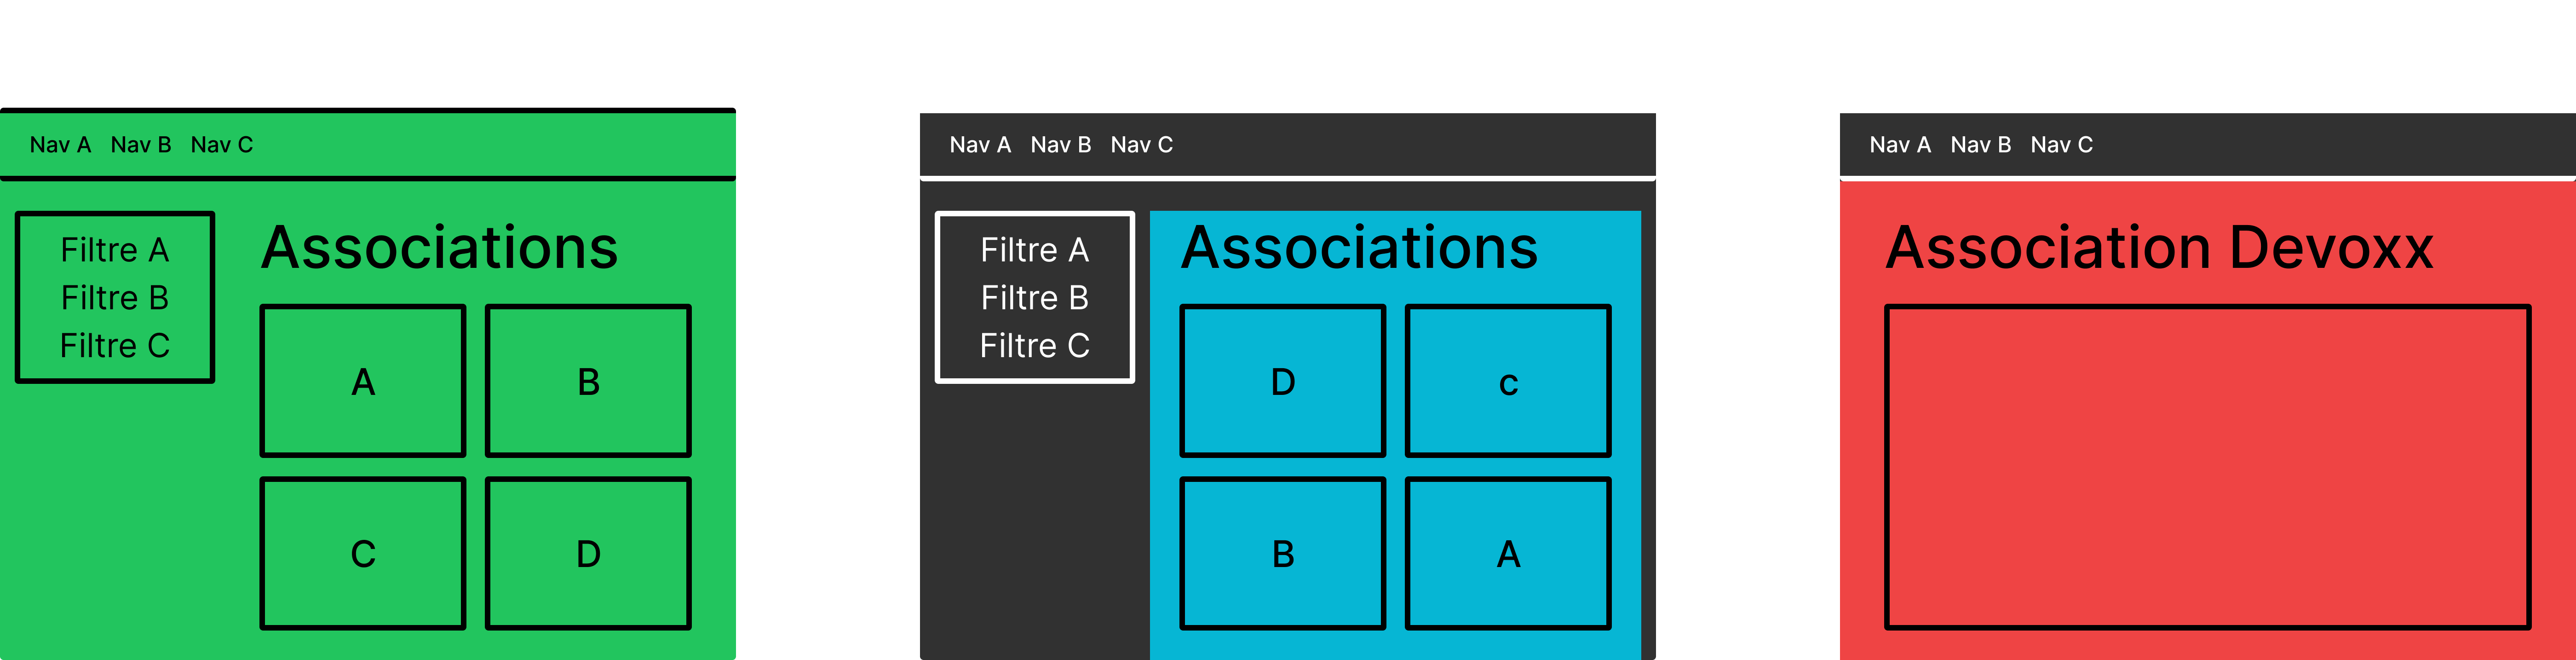 Nav A Nav B Nav C
Filtre A
Filtre B
Filtre C
Associations
A B
C D
Nav A Nav B Nav C
Filtre A
Filtre B
Filtre C
Associations
D c
B A
Nav A Nav B Nav C
Association Devoxx